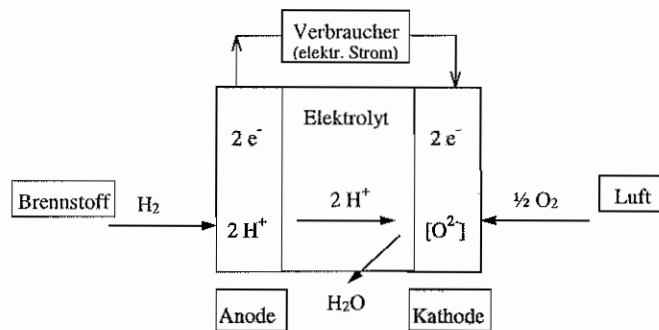 Verbraucher
(elektr. Strom)
Elektrolyt
2 e⁻
2 e⁻
Brennstoff
H₂
2 H⁺
2 H⁺
[O²⁻]
½ O₂
Luft
H₂O
Anode
Kathode